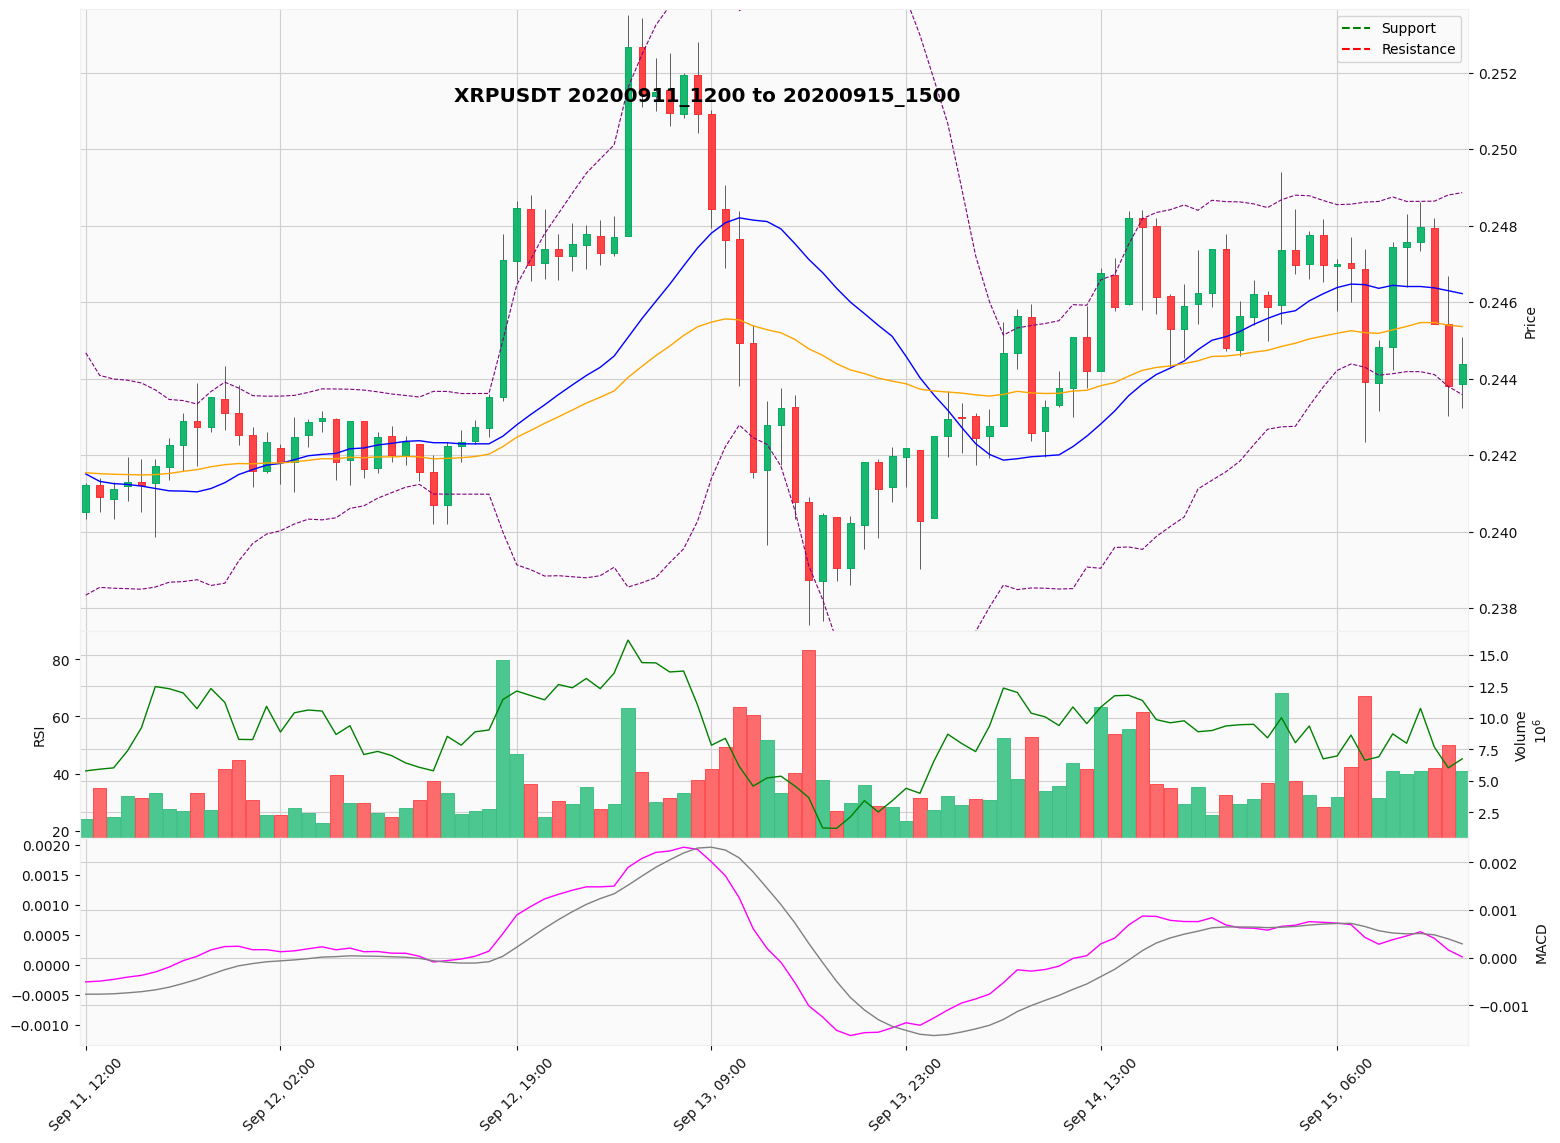 XRPUSDT 20200911_1200 to 20200915_1500
Support
Resistance
0.252
0.250
0.248
0.246
0.244
0.242
0.240
0.238
Price
80
60
40
20
RSI
15.0
12.5
10.0
7.5
5.0
2.5
Volume
10^6
0.0020
0.0015
0.0010
0.0005
0.0000
−0.0005
−0.0010
0.002
0.001
0.000
−0.001
MACD
Sep 11, 12:00
Sep 12, 02:00
Sep 12, 19:00
Sep 13, 09:00
Sep 13, 23:00
Sep 14, 13:00
Sep 15, 06:00